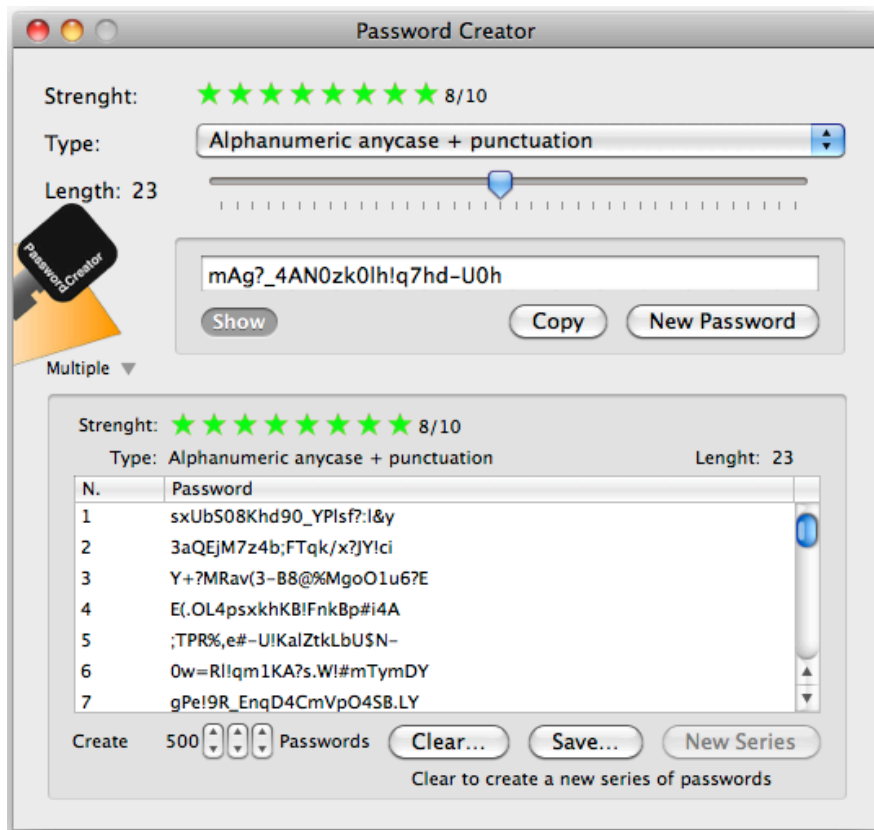 Password Creator
Strenght: 8/10
Type: Alphanumeric anycase + punctuation
Length: 23
PasswordCreator
mAg?_4AN0zk0lh!q7hd-U0h
Show Copy New Password
Multiple
Strenght: 8/10
Type: Alphanumeric anycase + punctuation Lenght: 23
N. Password
1 sxUbS08Khd90_YPlsf?:l&y
2 3aQEjM7z4b;FTqk/x?JY!ci
3 Y+?MRav(3-B8@%MgoO1u6?E
4 E(.OL4psxkhKB!FnkBp#i4A
5 ;TPR%,e#-U!KalZtkLbU$N-
6 0w=Rl!qm1KA?s.W!#mTymDY
7 gPe!9R_EnqD4CmVpO4SB.LY
Create 500 Passwords Clear... Save... New Series
Clear to create a new series of passwords